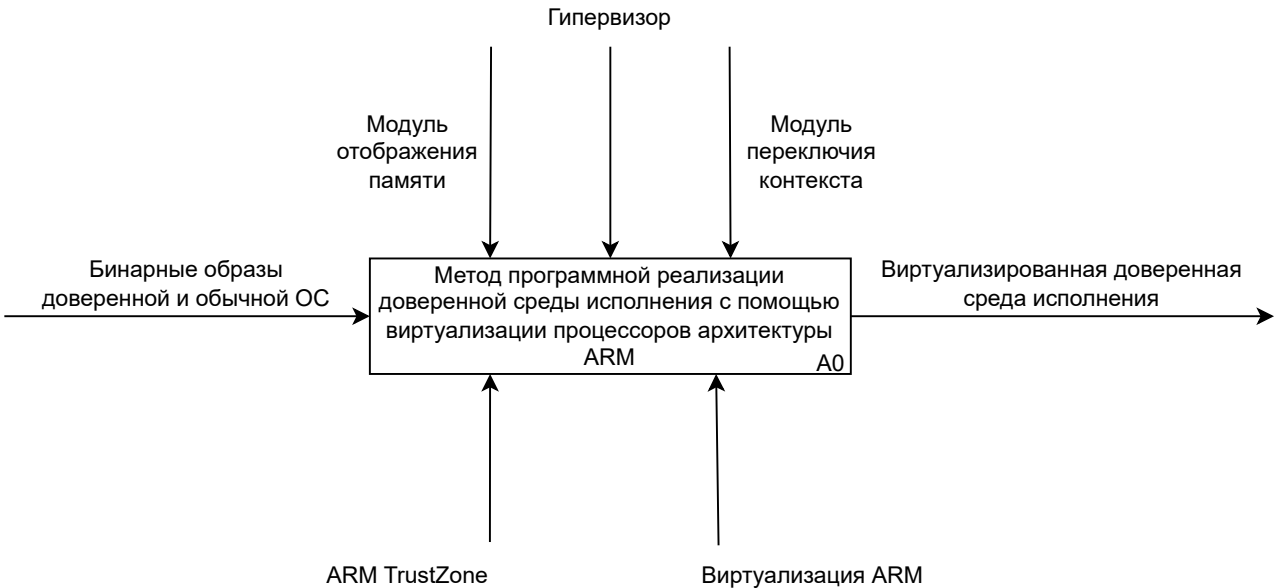 Гипервизор
Модуль
отображения
памяти
Модуль
переключия
контекста
Бинарные образы
доверенной и обычной ОС
Метод программной реализации
доверенной среды исполнения с помощью
виртуализации процессоров архитектуры
ARM
A0
Виртуализированная доверенная
среда исполнения
ARM TrustZone
Виртуализация ARM